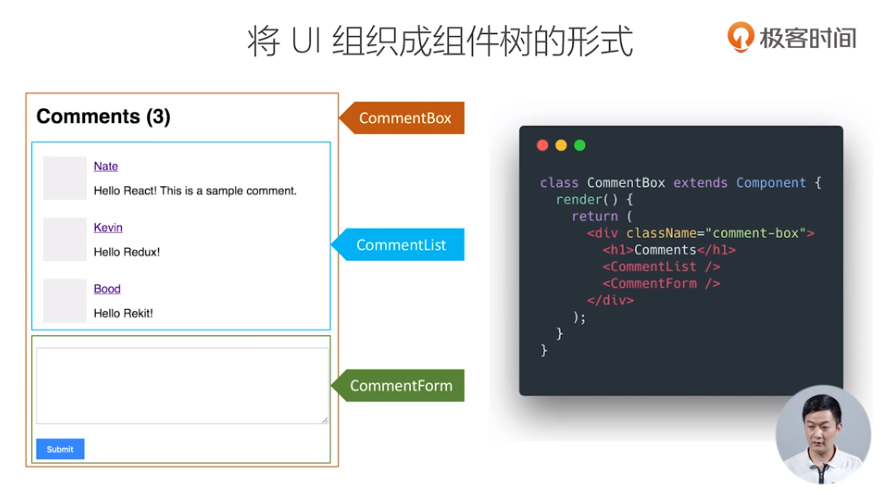 将 UI 组织成组件树的形式
极客时间
Comments (3)
CommentBox
Nate
Hello React! This is a sample comment.
Kevin
Hello Redux!
CommentList
Bood
Hello Rekit!
CommentForm
Submit
class CommentBox extends Component {
render() {
return (
<div className="comment-box">
<h1>Comments</h1>
<CommentList />
<CommentForm />
</div>
);
}
}